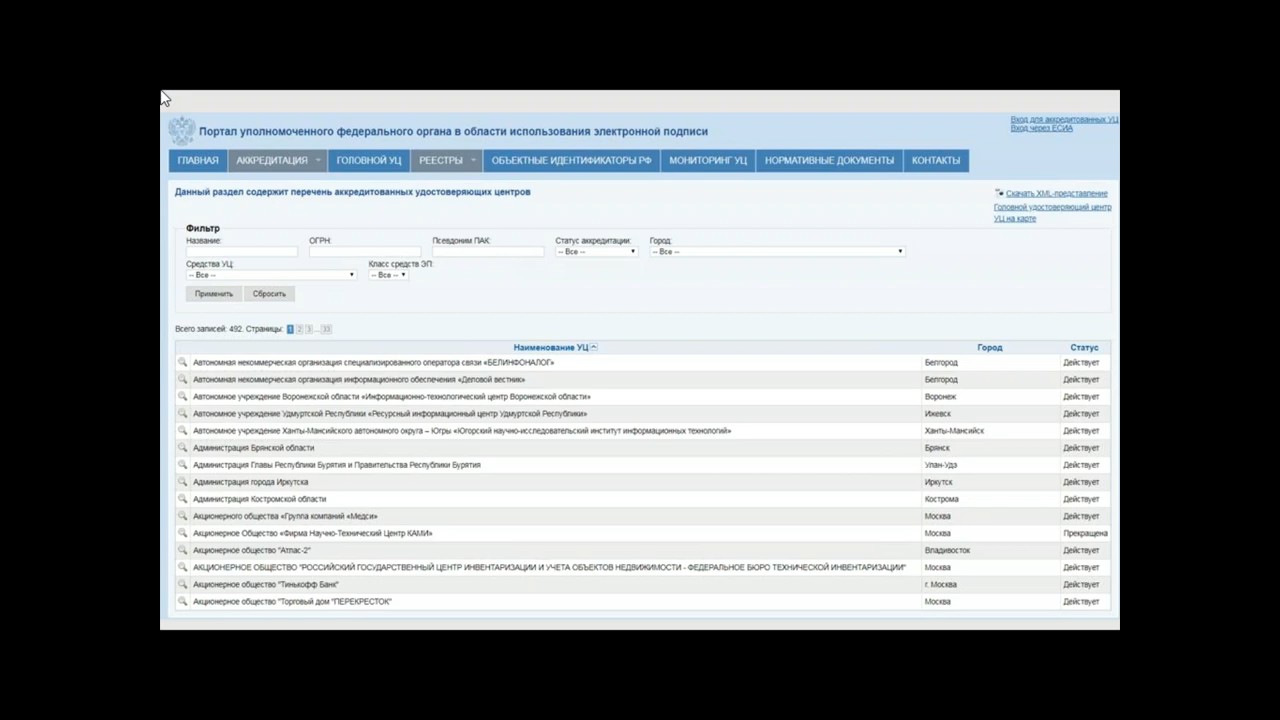 Вход для аккредитованных УЦ
Вход через ЕСИА
Портал уполномоченного федерального органа в области использования электронной подписи
ГЛАВНАЯ АККРЕДИТАЦИЯ ГОЛОВНОЙ УЦ РЕЕСТРЫ ОБЪЕКТНЫЕ ИДЕНТИФИКАТОРЫ РФ МОНИТОРИНГ УЦ НОРМАТИВНЫЕ ДОКУМЕНТЫ КОНТАКТЫ
Данный раздел содержит перечень аккредитованных удостоверяющих центров
Скачать XML-представление
Головной удостоверяющий центр
УЦ на карте
Фильтр
Название: ОГРН: Псевдоним ПАК: Статус аккредитации: Город:
-- Все -- -- Все --
Средства УЦ: Класс средств ЭП:
-- Все -- -- Все --
Применить Сбросить
Всего записей: 492. Страницы: 1 2 3 ... 33
Наименование УЦ Город Статус
Автономная некоммерческая организация специализированного оператора связи «БЕЛИНФОНАЛОГ» Белгород Действует
Автономная некоммерческая организация информационного обеспечения «Деловой вестник» Белгород Действует
Автономное учреждение Воронежской области «Информационно-технологический центр Воронежской области» Воронеж Действует
Автономное учреждение Удмуртской Республики «Ресурсный информационный центр Удмуртской Республики» Ижевск Действует
Автономное учреждение Ханты-Мансийского автономного округа – Югры «Югорский научно-исследовательский институт информационных технологий» Ханты-Мансийск Действует
Администрация Брянской области Брянск Действует
Администрация Главы Республики Бурятия и Правительства Республики Бурятия Улан-Удэ Действует
Администрация города Иркутска Иркутск Действует
Администрация Костромской области Кострома Действует
Акционерного общества «Группа компаний «Медси» Москва Действует
Акционерное Общество «Фирма Научно-Технический Центр КАМИ» Москва Прекращена
Акционерное общество "Атлас-2" Владивосток Действует
АКЦИОНЕРНОЕ ОБЩЕСТВО "РОССИЙСКИЙ ГОСУДАРСТВЕННЫЙ ЦЕНТР ИНВЕНТАРИЗАЦИИ И УЧЕТА ОБЪЕКТОВ НЕДВИЖИМОСТИ - ФЕДЕРАЛЬНОЕ БЮРО ТЕХНИЧЕСКОЙ ИНВЕНТАРИЗАЦИИ" Москва Действует
Акционерное общество "Тинькофф Банк" г. Москва Действует
Акционерное общество "Торговый дом "ПЕРЕКРЕСТОК" Москва Действует